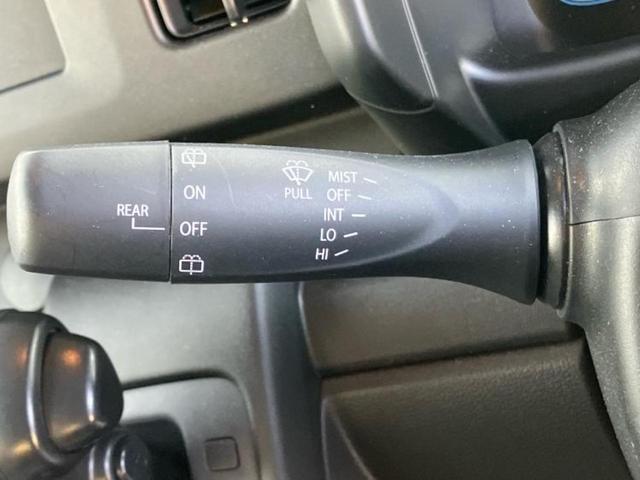 REAR
ON
OFF
PULL
MIST
OFF
INT
LO
HI